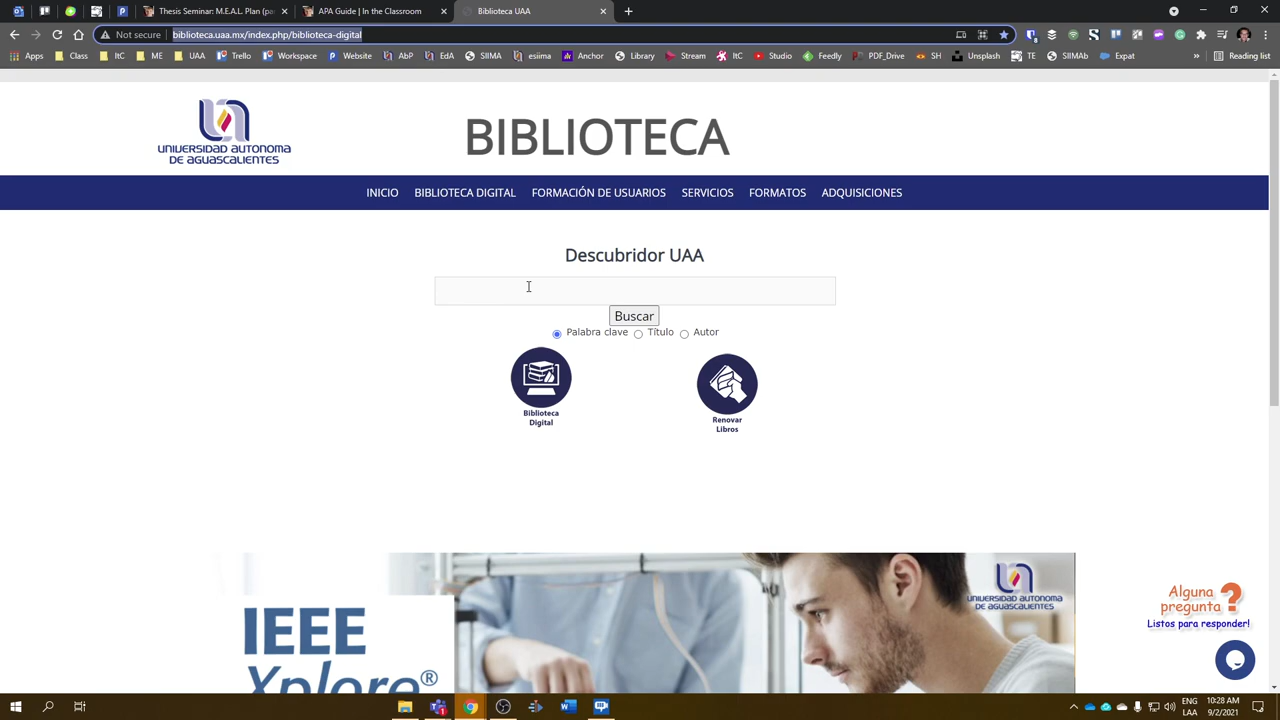 Thesis Seminar: M.E.A.L Plan pa
APA Guide | In the Classroom
Not secure
biblioteca.uaa.mx/index.php/biblioteca-digital
Apps
Class
ItC
ME
UAA
Trello
Workspace
Website
AbP
EdA
SIIMA
esiima
Anchor
Library
Stream
ItC
Studio
Feedly
PDF_Drive
SH
Unsplash
TE
SIIMAb
Expat
»
Reading list
UNIVERSIDAD AUTONOMA
DE AGUASCALIENTES
BIBLIOTECA
INICIO
BIBLIOTECA DIGITAL
FORMACIÓN DE USUARIOS
SERVICIOS
FORMATOS
ADQUISICIONES
Descubridor UAA
Buscar
Palabra clave
Título
Autor
Biblioteca
Digital
Renovar
Libros
UNIVERSIDAD AUTONOMA
DE AGUASCALIENTES
IEEE
Xplore®
Alguna
pregunta ?
Listos para responder!
ENG
LAA
10:28 AM
9/2/2021